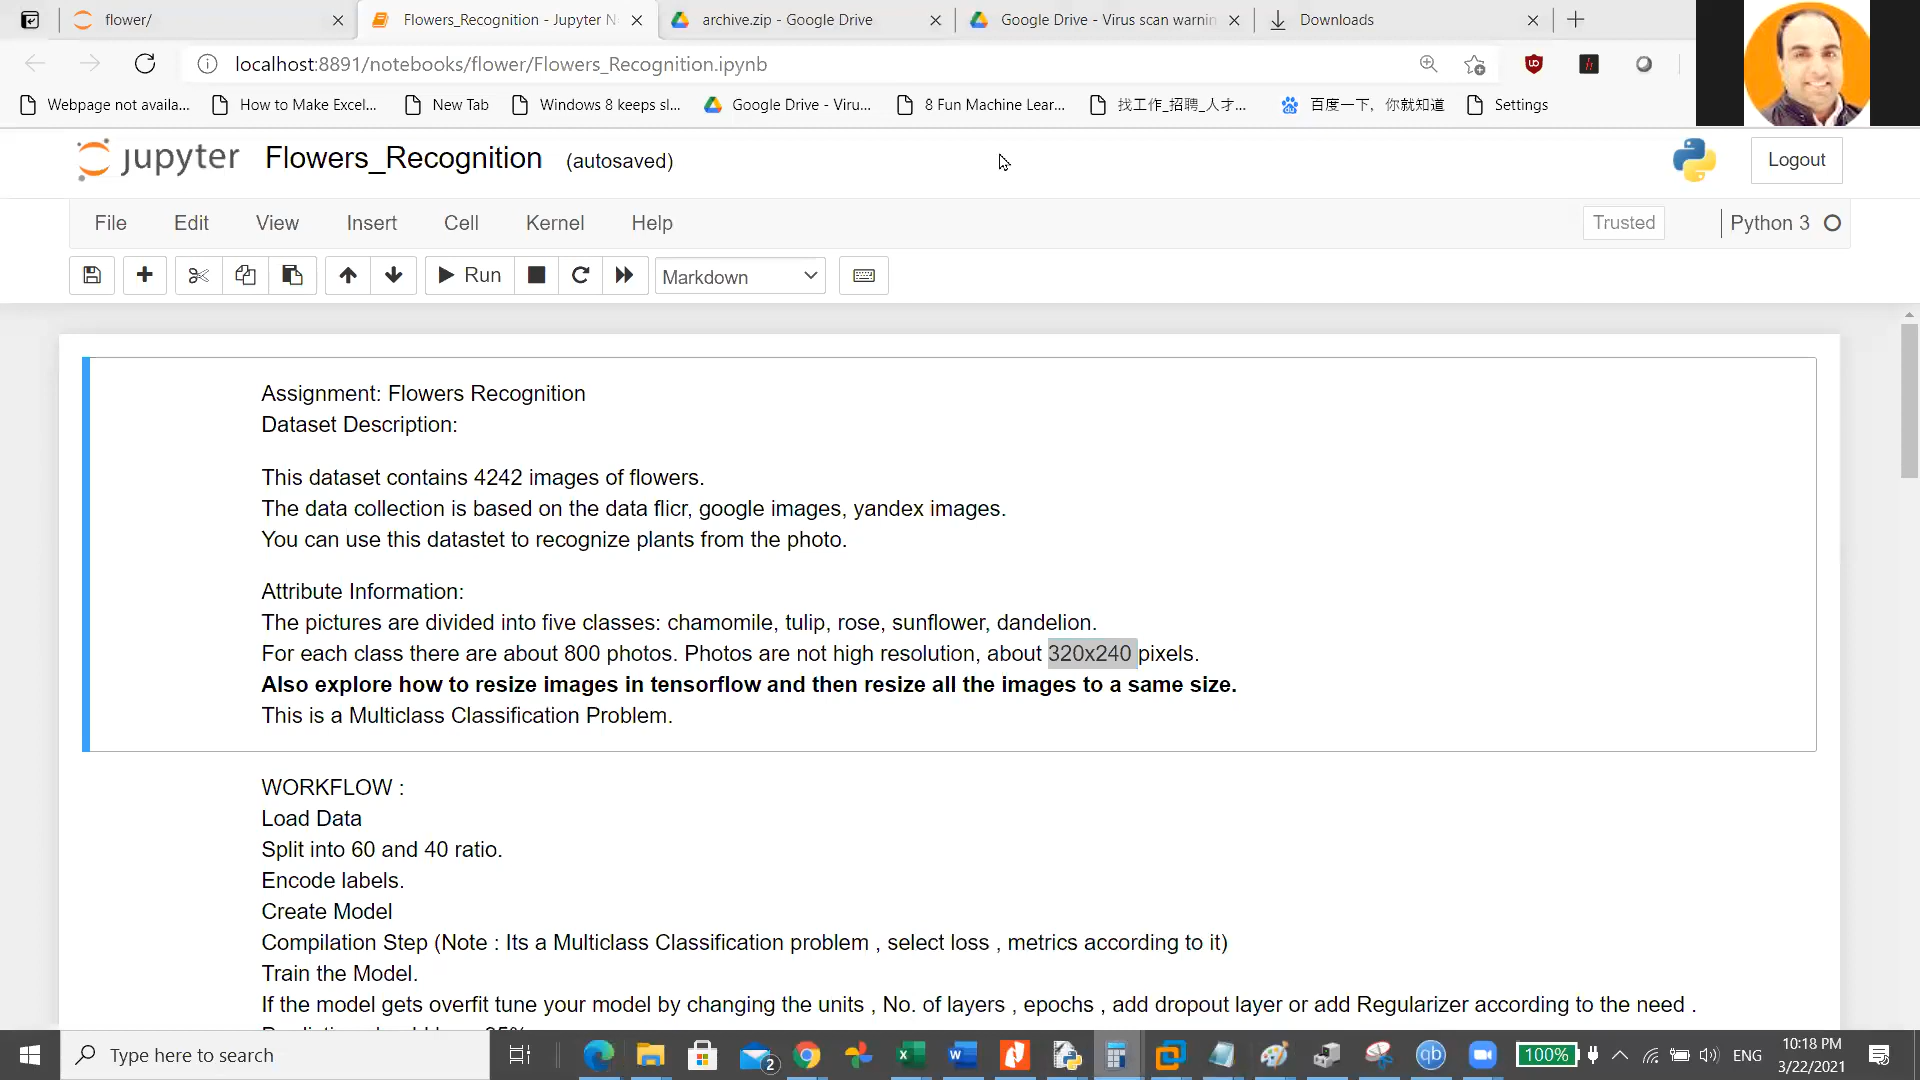 flower/
Flowers_Recognition - Jupyter N
archive.zip - Google Drive
Google Drive - Virus scan warnin
Downloads
localhost:8891/notebooks/flower/Flowers_Recognition.ipynb
Webpage not availa...
How to Make Excel...
New Tab
Windows 8 keeps sl...
Google Drive - Viru...
8 Fun Machine Lear...
找工作_招聘_人才...
百度一下，你就知道
Settings
jupyter Flowers_Recognition (autosaved)
Logout
File Edit View Insert Cell Kernel Help
Trusted
Python 3
Run
Markdown
Assignment: Flowers Recognition
Dataset Description:
This dataset contains 4242 images of flowers.
The data collection is based on the data flicr, google images, yandex images.
You can use this datastet to recognize plants from the photo.
Attribute Information:
The pictures are divided into five classes: chamomile, tulip, rose, sunflower, dandelion.
For each class there are about 800 photos. Photos are not high resolution, about 320x240 pixels.
Also explore how to resize images in tensorflow and then resize all the images to a same size.
This is a Multiclass Classification Problem.
WORKFLOW :
Load Data
Split into 60 and 40 ratio.
Encode labels.
Create Model
Compilation Step (Note : Its a Multiclass Classification problem , select loss , metrics according to it)
Train the Model.
If the model gets overfit tune your model by changing the units , No. of layers , epochs , add dropout layer or add Regularizer according to the need .
Type here to search
2
qb
100%
ENG
10:18 PM
3/22/2021